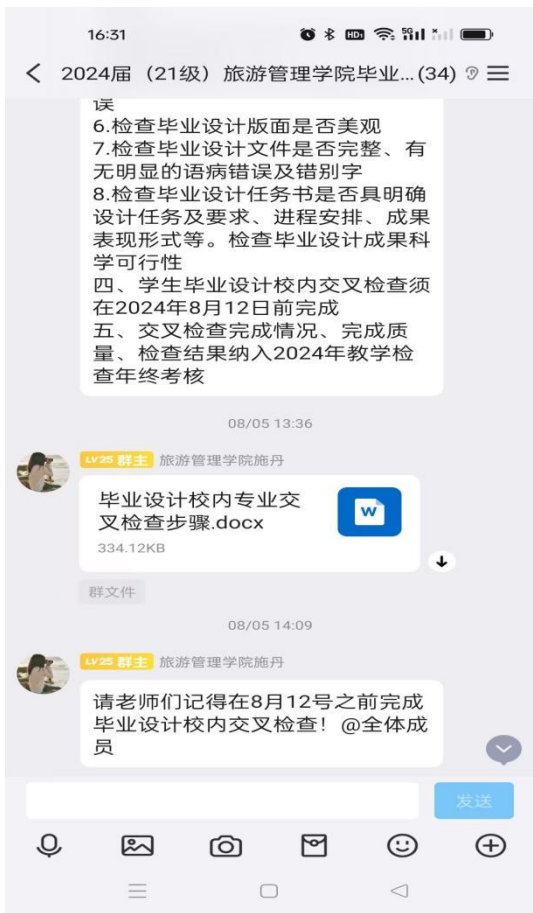 16:31
HD 5G
2024届（21级）旅游管理学院毕业...(34)
误
6.检查毕业设计版面是否美观
7.检查毕业设计文件是否完整、有
无明显的语病错误及错别字
8.检查毕业设计任务书是否具明确
设计任务及要求、进程安排、成果
表现形式等。检查毕业设计成果科
学可行性
四、学生毕业设计校内交叉检查须
在2024年8月12日前完成
五、交叉检查完成情况、完成质
量、检查结果纳入2024年教学检
查年终考核
08/05 13:36
LV25 群主 旅游管理学院施丹
毕业设计校内专业交
叉检查步骤.docx
W
334.12KB
群文件
08/05 14:09
LV25 群主 旅游管理学院施丹
请老师们记得在8月12号之前完成
毕业设计校内交叉检查！@全体成
员
发送